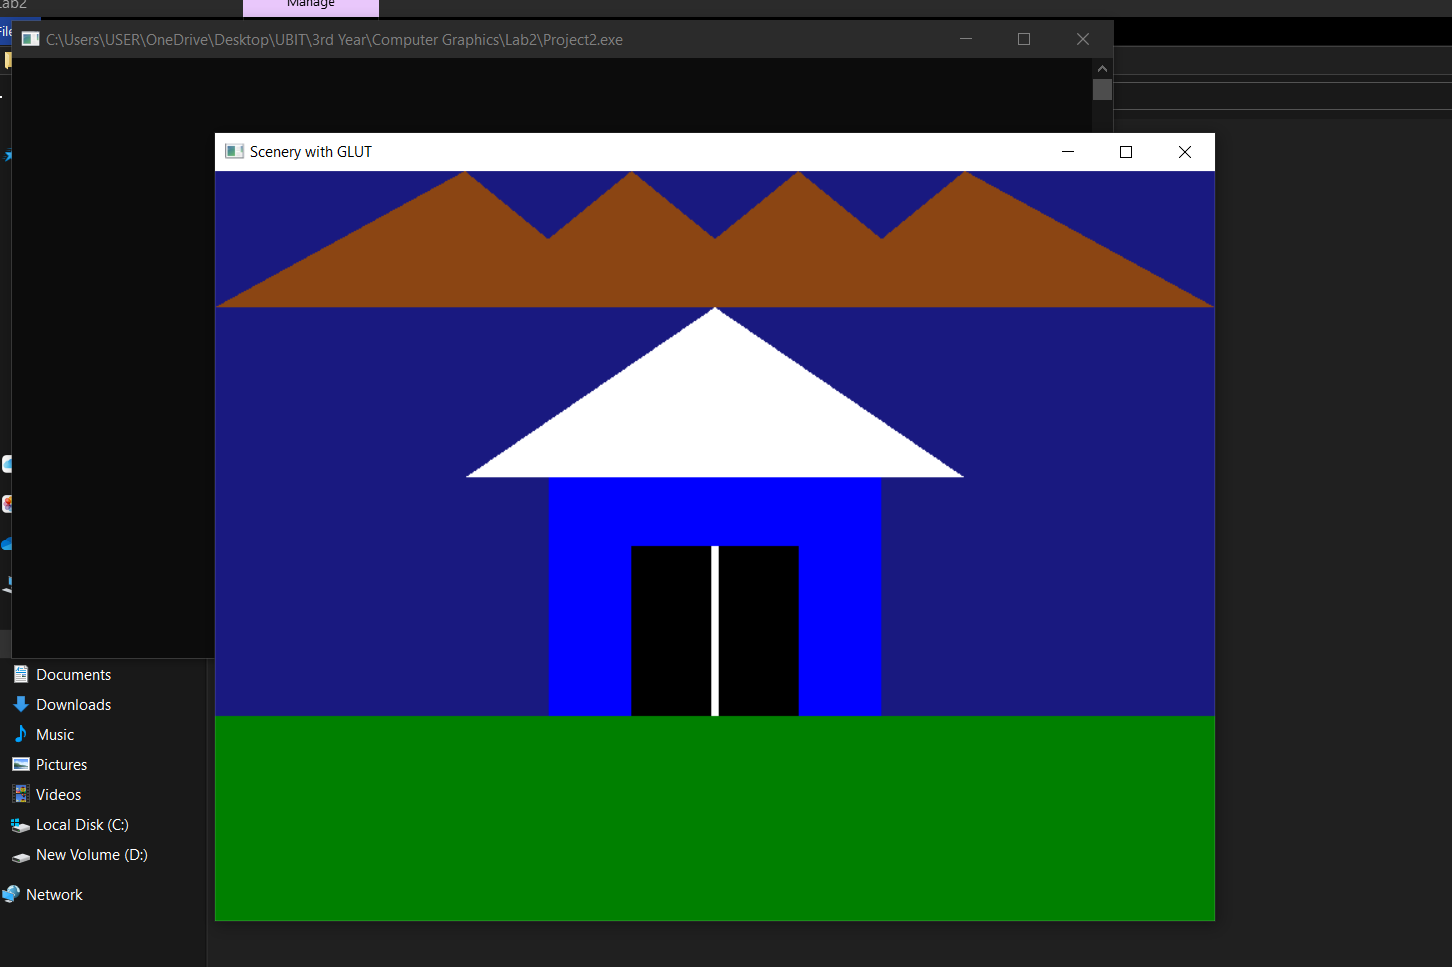 Lab2
Manage
File
C:\Users\USER\OneDrive\Desktop\UBIT\3rd Year\Computer Graphics\Lab2\Project2.exe
Scenery with GLUT
Documents
Downloads
Music
Pictures
Videos
Local Disk (C:)
New Volume (D:)
Network